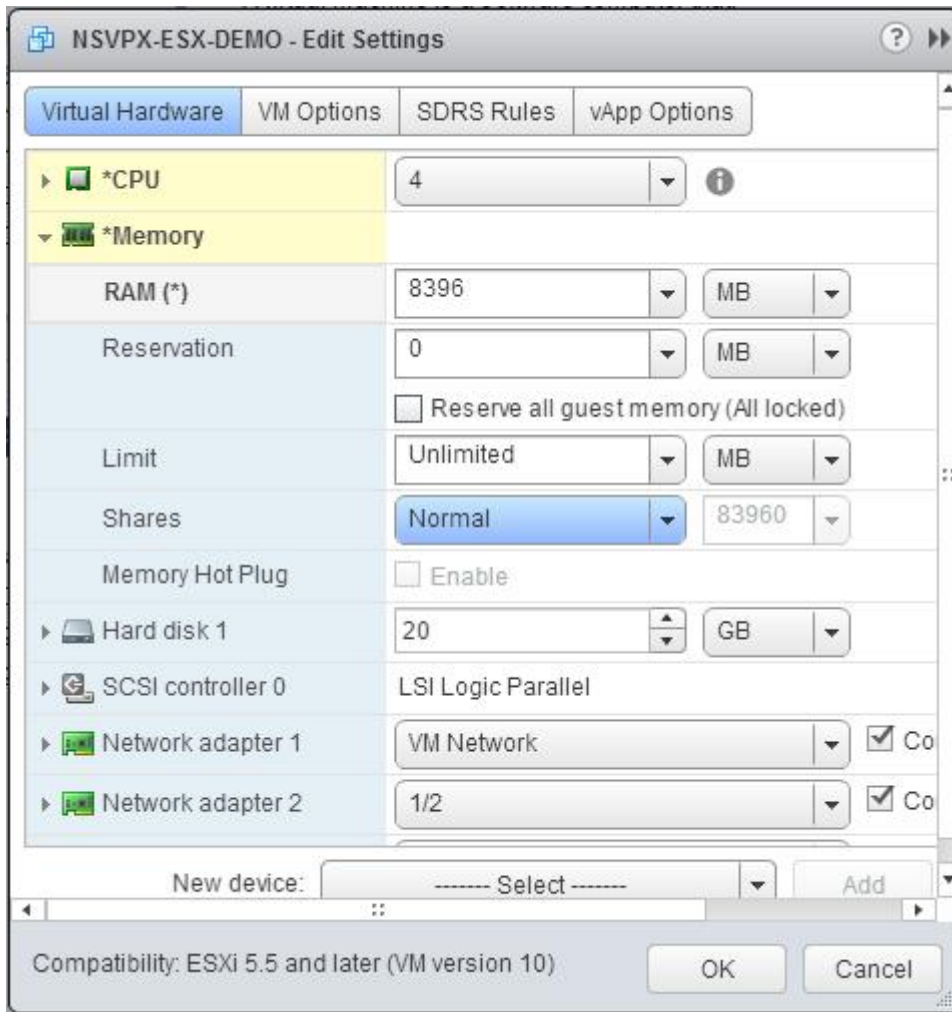 NSVPX-ESX-DEMO - Edit Settings
Virtual Hardware VM Options SDRS Rules vApp Options
*CPU 4
*Memory
RAM (*) 8396 MB
Reservation 0 MB
Reserve all guest memory (All locked)
Limit Unlimited MB
Shares Normal 83960
Memory Hot Plug Enable
Hard disk 1 20 GB
SCSI controller 0 LSI Logic Parallel
Network adapter 1 VM Network Co
Network adapter 2 1/2 Co
New device: ------- Select ------- Add
Compatibility: ESXi 5.5 and later (VM version 10) OK Cancel